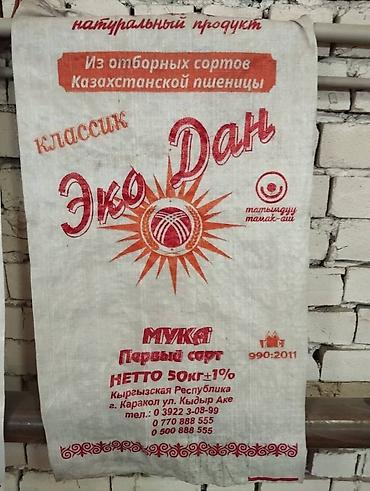 натуральный продукт
Из отборных сортов
Казахстанской пшеницы
классик
Эко Дан
татымдуу
тамак-аш
МУКА
Первый сорт
НЕТТО 50кг±1%
990:2011
Кыргызская Республика
г. Каракол ул. Кыдыр Аке
тел.: 0 3922 3-08-99
0 770 888 555
0 500 888 555